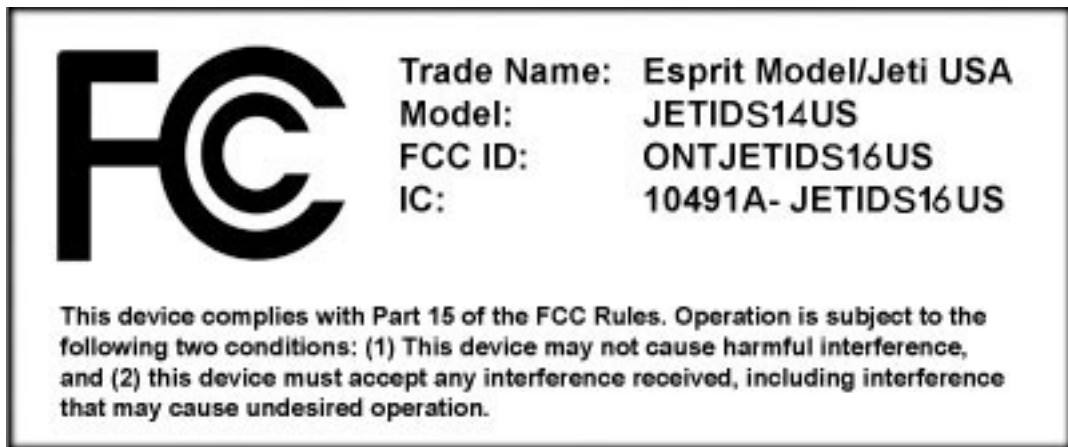 FCC
Trade Name: Esprit Model/Jeti USA
Model: JETIDS14US
FCC ID: ONTJETIDS16US
IC: 10491A- JETIDS16US
This device complies with Part 15 of the FCC Rules. Operation is subject to the
following two conditions: (1) This device may not cause harmful interference,
and (2) this device must accept any interference received, including interference
that may cause undesired operation.